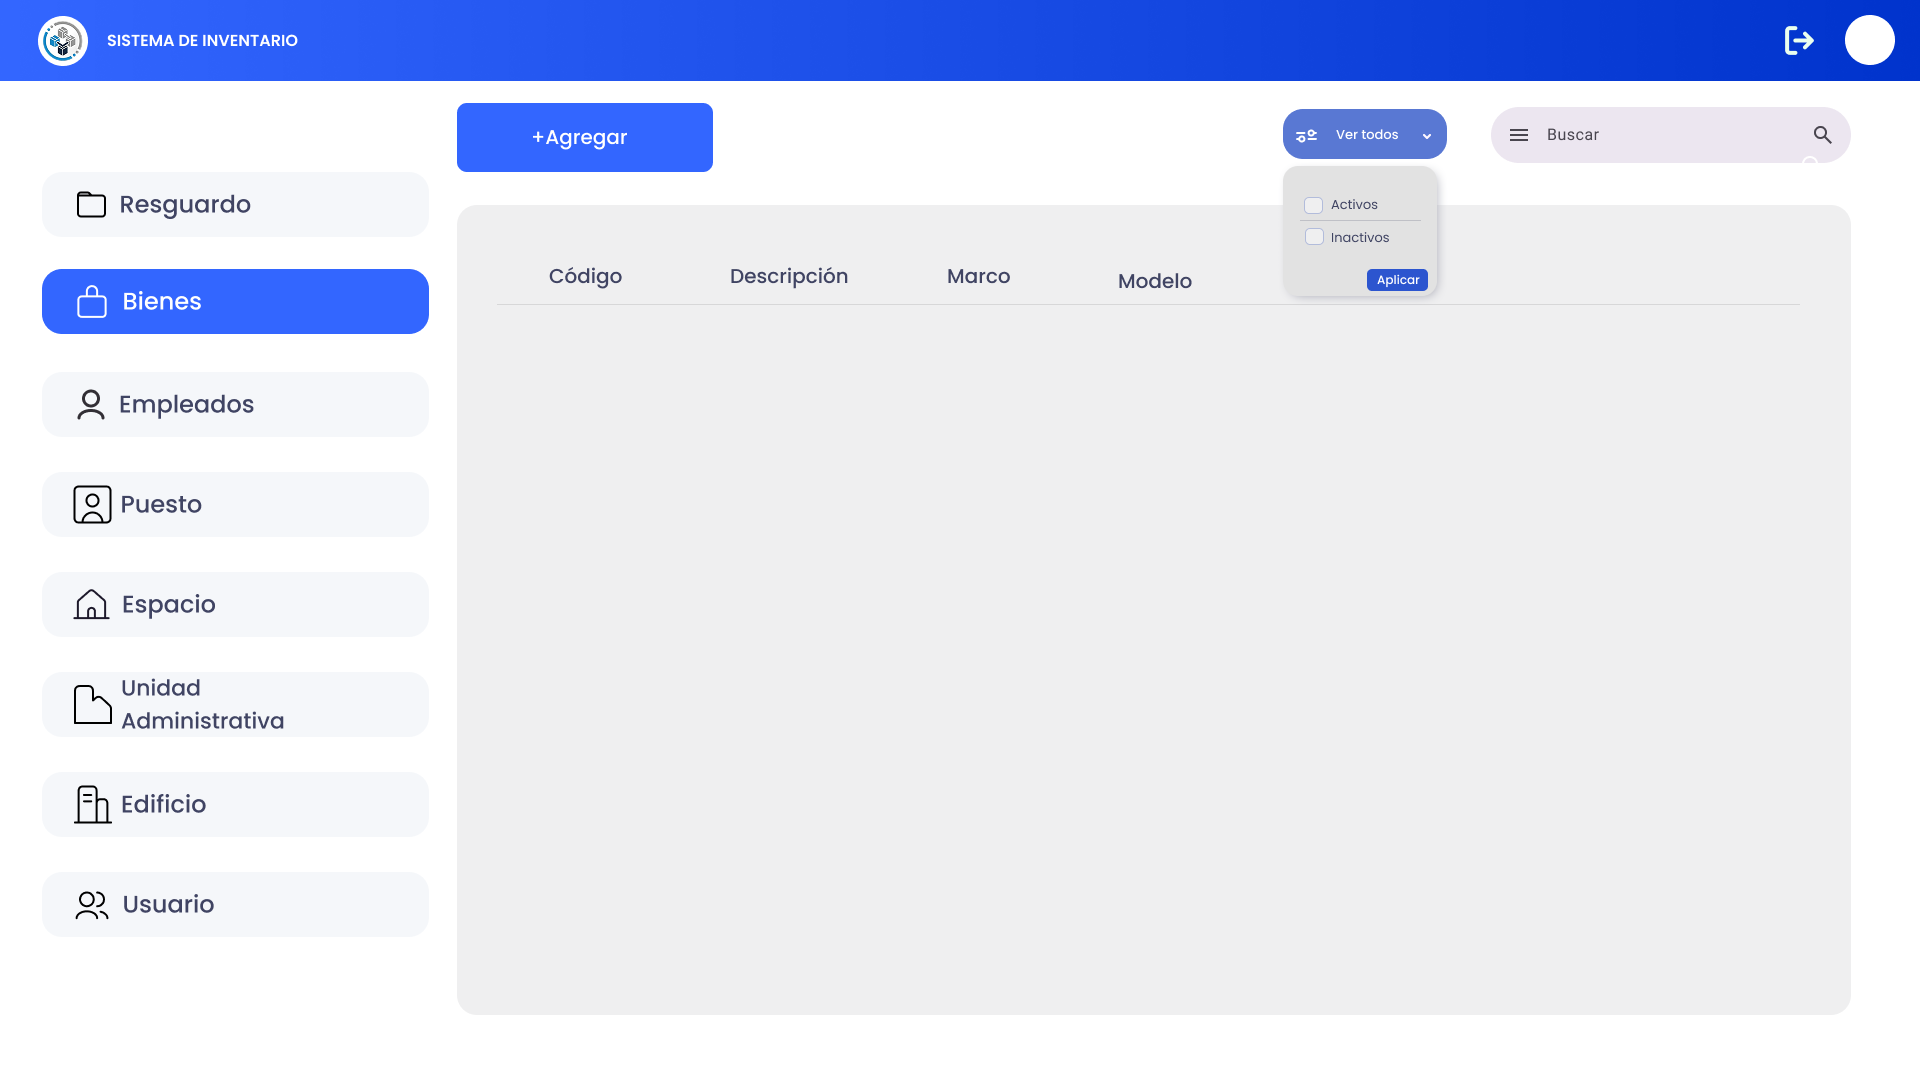 SISTEMA DE INVENTARIO
+Agregar
Ver todos
Buscar
Activos
Inactivos
Aplicar
Resguardo
Bienes
Empleados
Puesto
Espacio
Unidad
Administrativa
Edificio
Usuario
Código
Descripción
Marco
Modelo